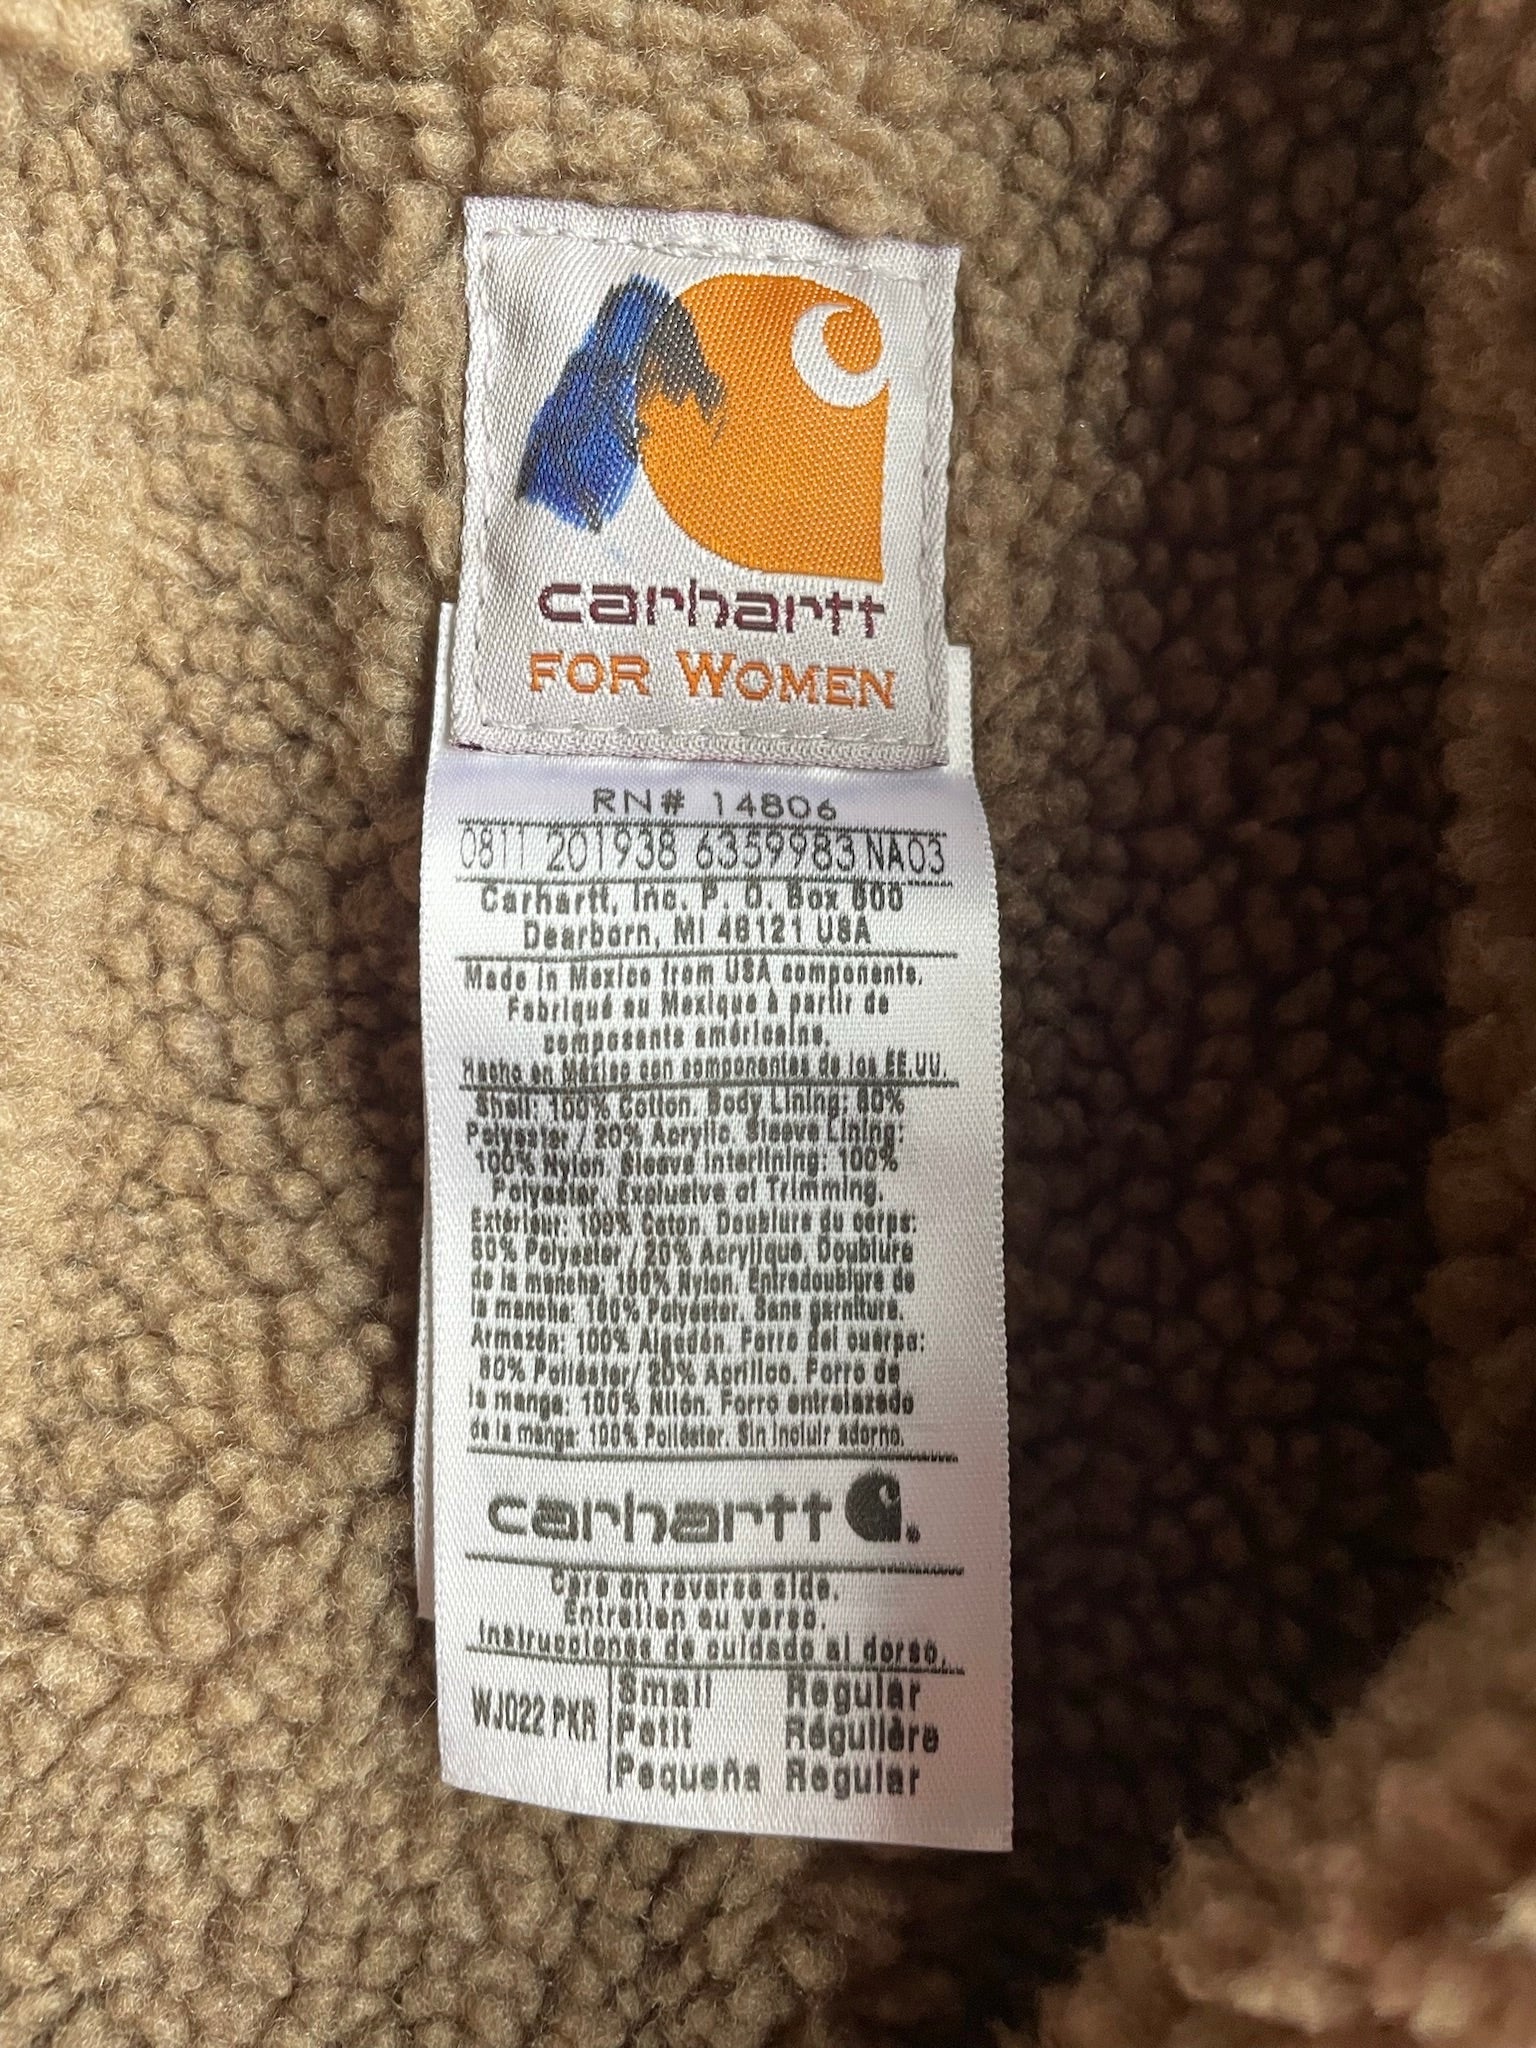 carhartt
FOR WOMEN
RN# 14806
0811 201938 6359983 NA03
Carhartt, Inc. P. O. Box 600
Dearborn, MI 48121 USA
Made in Mexico from USA components.
Fabriqué au Mexique à partir de
composants américains.
Hecho en México con componentes de los EE.UU.
Shell: 100% Cotton. Body Lining: 80%
Polyester / 20% Acrylic. Sleeve Lining:
100% Nylon. Sleeve Interlining: 100%
Polyester. Exclusive of Trimming.
Extérieur: 100% Coton. Doublure du corps:
80% Polyester / 20% Acrylique. Doublure
de la manche: 100% Nylon. Entredoublure de
la manche: 100% Polyester. Sans garniture.
Armazón: 100% Algodón. Forro del cuerpo:
80% Poliéster/ 20% Acrílico. Forro de
la manga: 100% Nilón. Forro entrelazado
de la manga: 100% Poliéster. Sin incluir adorno.
carhartt
Care on reverse side.
Entretien au verso.
Instrucciones de cuidado al dorso.
WJ022 PKR
Small Regular
Petit Régulière
Pequeña Regular